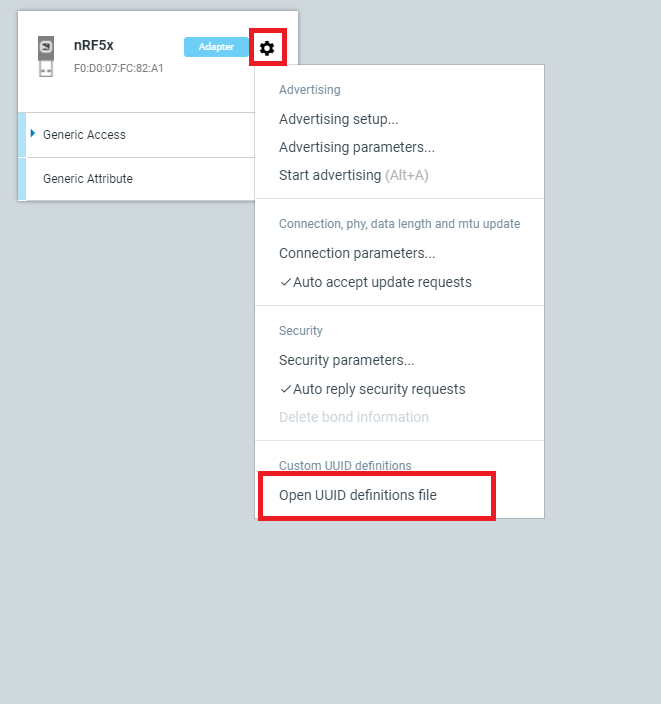 nRF5x
Adapter
F0:D0:07:FC:82:A1
Generic Access
Generic Attribute
Advertising
Advertising setup...
Advertising parameters...
Start advertising (Alt+A)
Connection, phy, data length and mtu update
Connection parameters...
✓Auto accept update requests
Security
Security parameters...
✓Auto reply security requests
Delete bond information
Custom UUID definitions
Open UUID definitions file